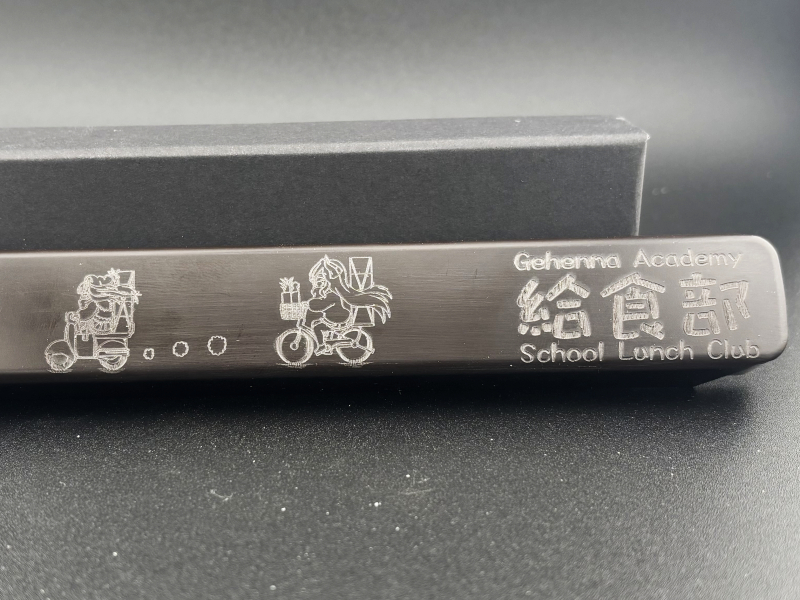 Gehenna Academy
給食部
School Lunch Club